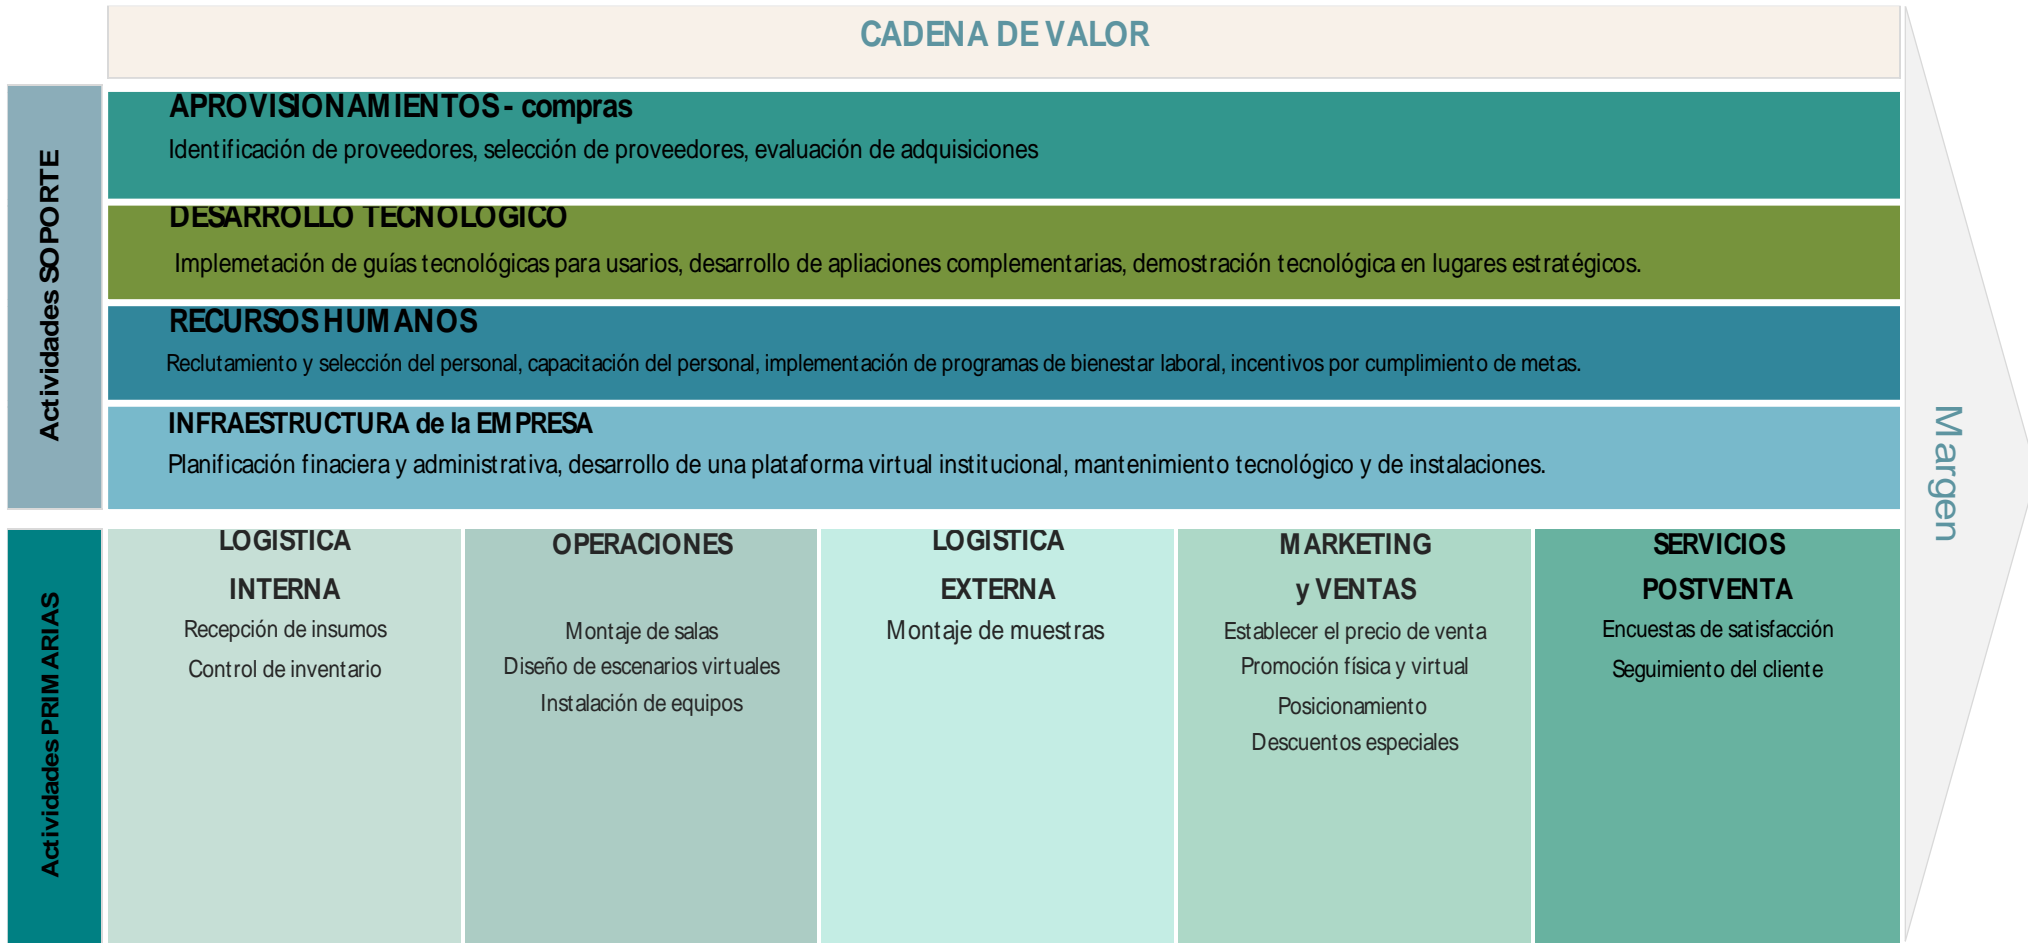 CADENA DE VALOR
Actividades SOPORTE
APROVISIONAMIENTOS - compras
Identificación de proveedores, selección de proveedores, evaluación de adquisiciones
DESARROLLO TECNOLOGICO
Implemetación de guías tecnológicas para usarios, desarrollo de apliaciones complementarias, demostración tecnológica en lugares estratégicos.
RECURSOS HUMANOS
Reclutamiento y selección del personal, capacitación del personal, implementación de programas de bienestar laboral, incentivos por cumplimiento de metas.
INFRAESTRUCTURA de la EMPRESA
Planificación finaciera y administrativa, desarrollo de una plataforma virtual institucional, mantenimiento tecnológico y de instalaciones.
Margen
Actividades PRIMARIAS
LOGISTICA
INTERNA
Recepción de insumos
Control de inventario
OPERACIONES
Montaje de salas
Diseño de escenarios virtuales
Instalación de equipos
LOGISTICA
EXTERNA
Montaje de muestras
MARKETING
y VENTAS
Establecer el precio de venta
Promoción física y virtual
Posicionamiento
Descuentos especiales
SERVICIOS
POSTVENTA
Encuestas de satisfacción
Seguimiento del cliente